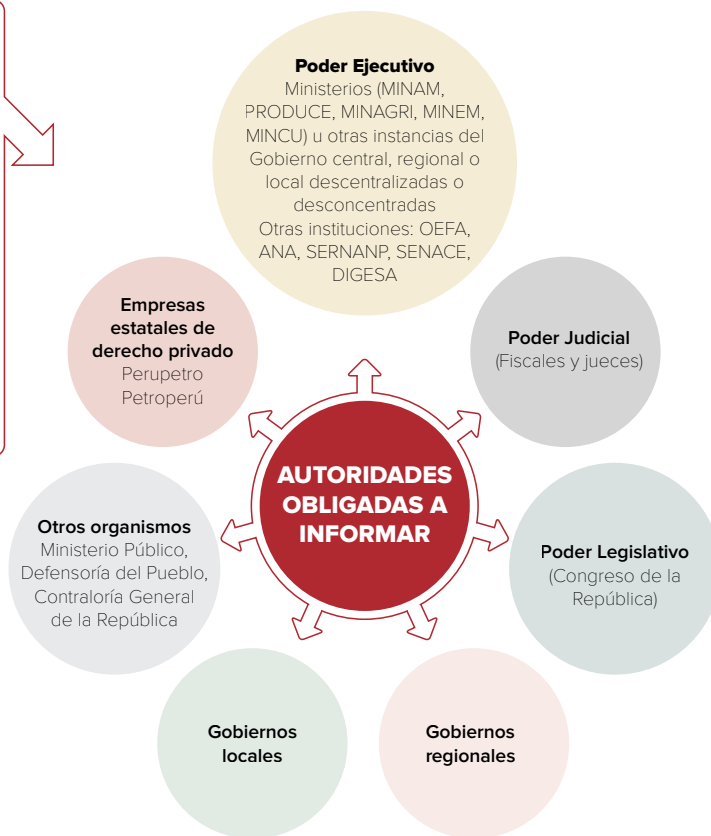 Poder Ejecutivo
Ministerios (MINAM,
PRODUCE, MINAGRI, MINEM,
MINCU) u otras instancias del
Gobierno central, regional o
local descentralizadas o
desconcentradas
Otras instituciones: OEFA,
ANA, SERNANP, SENACE,
DIGESA
Empresas
estatales de
derecho privado
Perupetro
Petroperú
Poder Judicial
(Fiscales y jueces)
AUTORIDADES
OBLIGADAS A
INFORMAR
Otros organismos
Ministerio Público,
Defensoría del Pueblo,
Contraloría General
de la República
Poder Legislativo
(Congreso de la
República)
Gobiernos
locales
Gobiernos
regionales